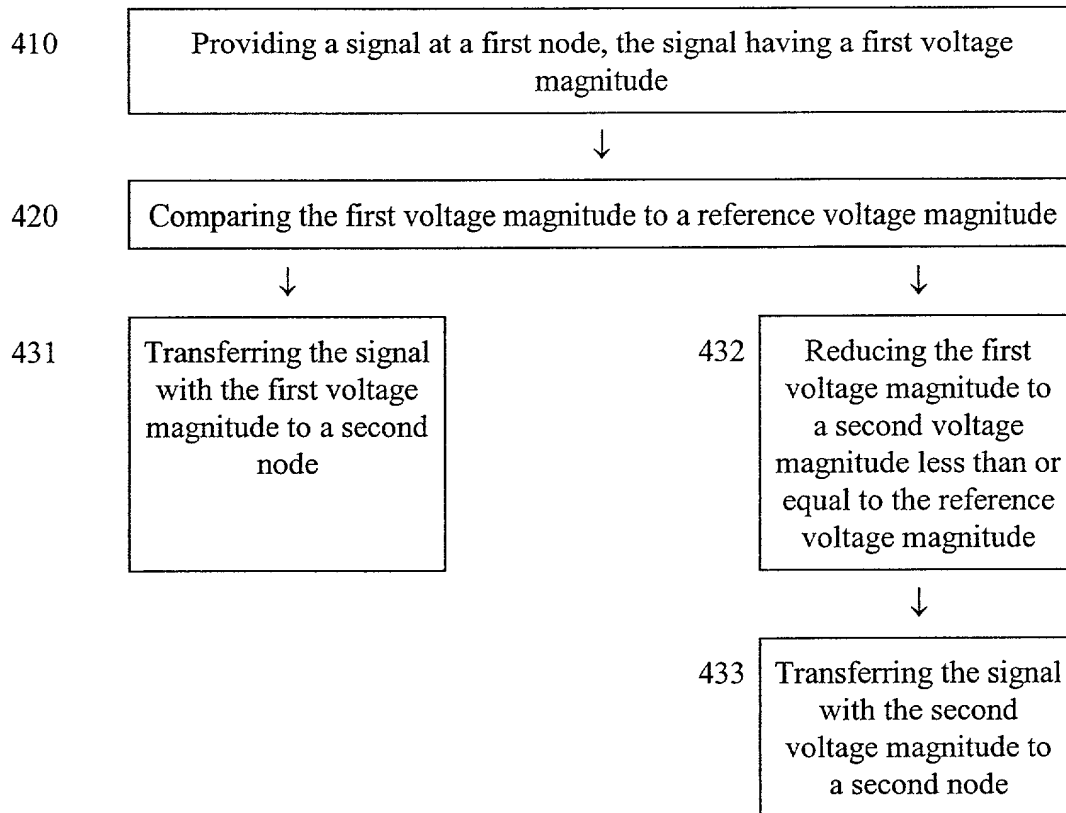 410
Providing a signal at a first node, the signal having a first voltage
magnitude
↓
420
Comparing the first voltage magnitude to a reference voltage magnitude
↓ ↓
431
Transferring the signal
with the first voltage
magnitude to a second
node
432
Reducing the first
voltage magnitude to
a second voltage
magnitude less than or
equal to the reference
voltage magnitude
↓
433
Transferring the signal
with the second
voltage magnitude to
a second node